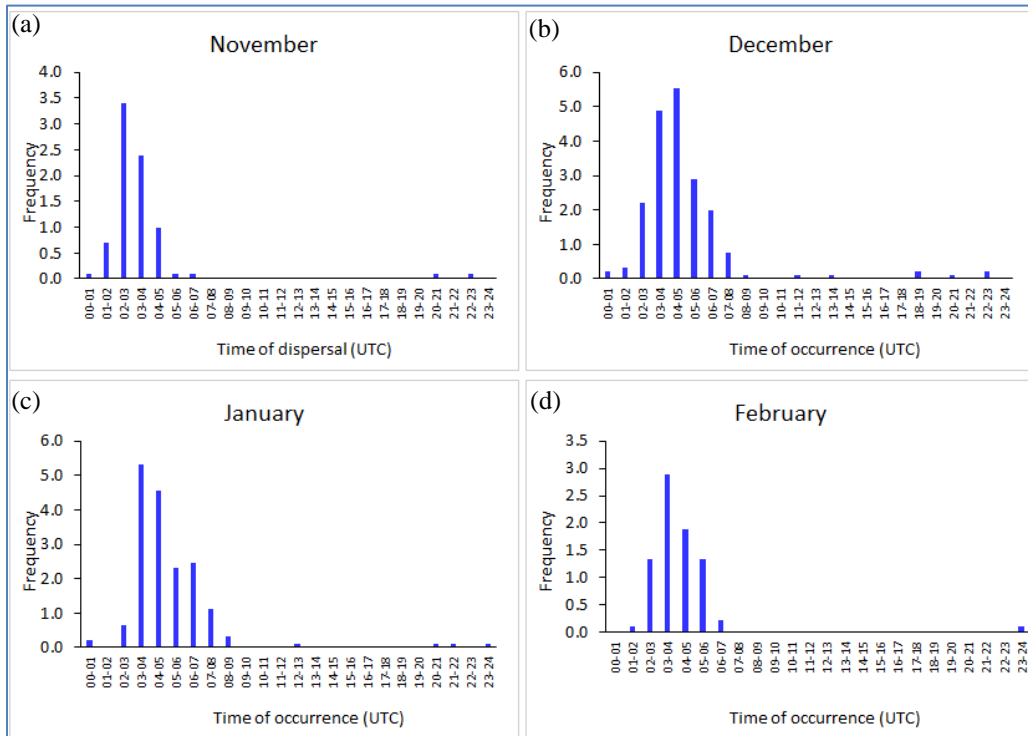 (a)
November
4.0
3.5
3.0
2.5
2.0
1.5
1.0
0.5
0.0
Frequency
00-01 01-02 02-03 03-04 04-05 05-06 06-07 07-08 08-09 09-10 10-11 11-12 12-13 13-14 14-15 15-16 16-17 17-18 18-19 19-20 20-21 21-22 22-23 23-24
Time of dispersal (UTC)
(b)
December
6.0
5.0
4.0
3.0
2.0
1.0
0.0
Frequency
00-01 01-02 02-03 03-04 04-05 05-06 06-07 07-08 08-09 09-10 10-11 11-12 12-13 13-14 14-15 15-16 16-17 17-18 18-19 19-20 20-21 21-22 22-23 23-24
Time of occurrence (UTC)
(c)
January
6.0
5.0
4.0
3.0
2.0
1.0
0.0
Frequency
00-01 01-02 02-03 03-04 04-05 05-06 06-07 07-08 08-09 09-10 10-11 11-12 12-13 13-14 14-15 15-16 16-17 17-18 18-19 19-20 20-21 21-22 22-23 23-24
Time of occurrence (UTC)
(d)
February
3.5
3.0
2.5
2.0
1.5
1.0
0.5
0.0
Frequency
00-01 01-02 02-03 03-04 04-05 05-06 06-07 07-08 08-09 09-10 10-11 11-12 12-13 13-14 14-15 15-16 16-17 17-18 18-19 19-20 20-21 21-22 22-23 23-24
Time of occurrence (UTC)